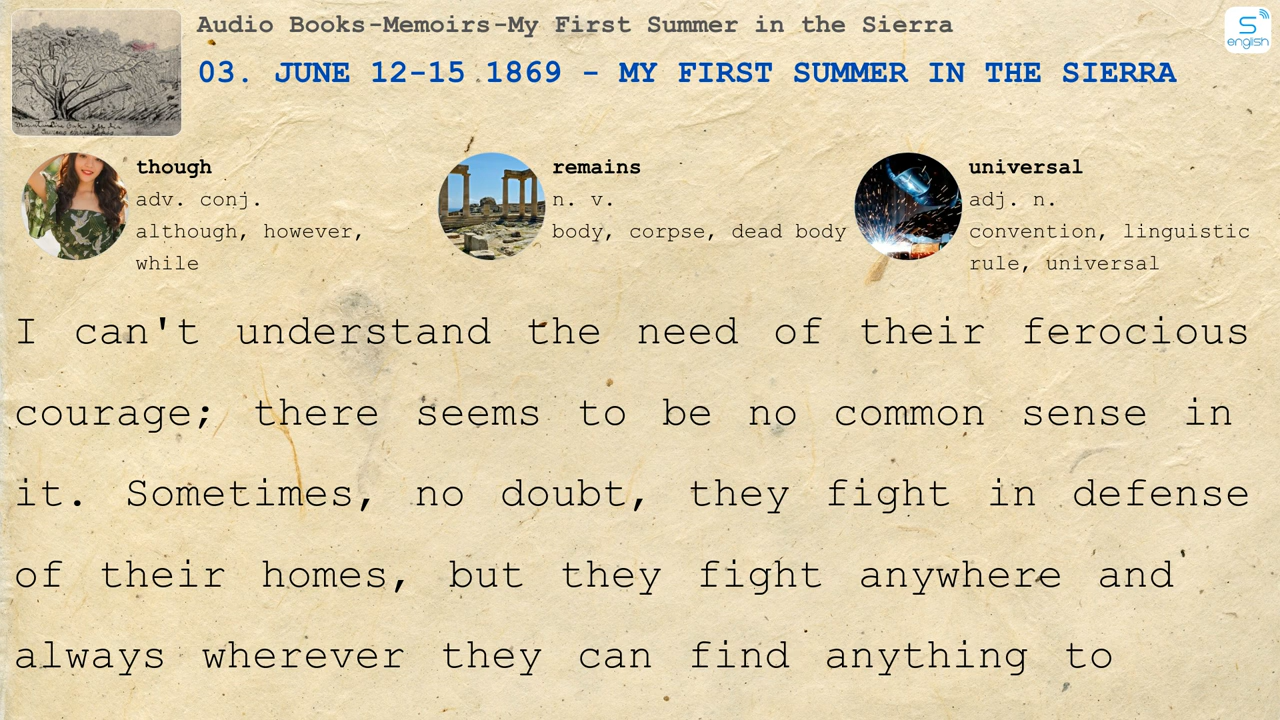 Audio Books-Memoirs-My First Summer in the Sierra
03. JUNE 12-15 1869 - MY FIRST SUMMER IN THE SIERRA
S
english
though
adv. conj.
although, however,
while
remains
n. v.
body, corpse, dead body
universal
adj. n.
convention, linguistic
rule, universal
I can't understand the need of their ferocious
courage; there seems to be no common sense in
it. Sometimes, no doubt, they fight in defense
of their homes, but they fight anywhere and
always wherever they can find anything to